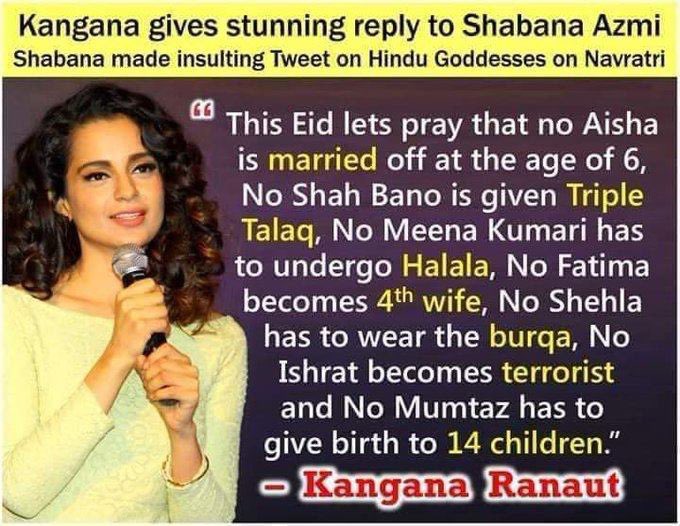 Kangana gives stunning reply to Shabana Azmi
Shabana made insulting Tweet on Hindu Goddesses on Navratri
“ This Eid lets pray that no Aisha
is married off at the age of 6,
No Shah Bano is given Triple
Talaq, No Meena Kumari has
to undergo Halala, No Fatima
becomes 4th wife, No Shehla
has to wear the burqa, No
Ishrat becomes terrorist
and No Mumtaz has to
give birth to 14 children.”
– Kangana Ranaut